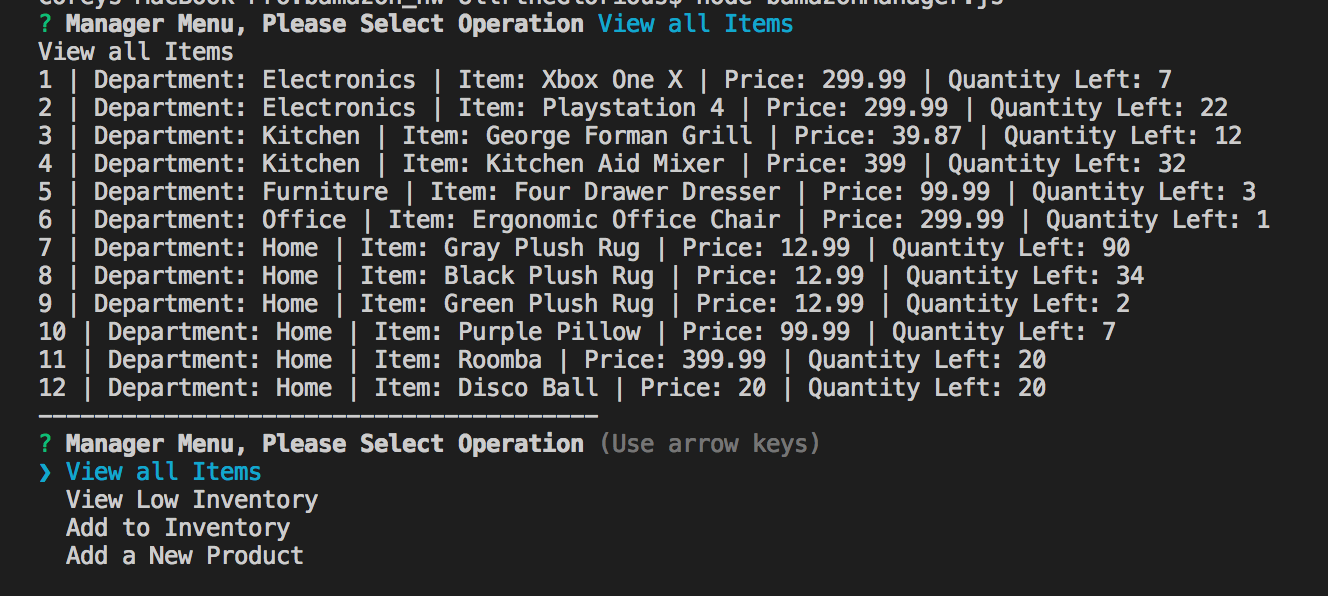 ? Manager Menu, Please Select Operation View all Items
View all Items
1 | Department: Electronics | Item: Xbox One X | Price: 299.99 | Quantity Left: 7
2 | Department: Electronics | Item: Playstation 4 | Price: 299.99 | Quantity Left: 22
3 | Department: Kitchen | Item: George Forman Grill | Price: 39.87 | Quantity Left: 12
4 | Department: Kitchen | Item: Kitchen Aid Mixer | Price: 399 | Quantity Left: 32
5 | Department: Furniture | Item: Four Drawer Dresser | Price: 99.99 | Quantity Left: 3
6 | Department: Office | Item: Ergonomic Office Chair | Price: 299.99 | Quantity Left: 1
7 | Department: Home | Item: Gray Plush Rug | Price: 12.99 | Quantity Left: 90
8 | Department: Home | Item: Black Plush Rug | Price: 12.99 | Quantity Left: 34
9 | Department: Home | Item: Green Plush Rug | Price: 12.99 | Quantity Left: 2
10 | Department: Home | Item: Purple Pillow | Price: 99.99 | Quantity Left: 7
11 | Department: Home | Item: Roomba | Price: 399.99 | Quantity Left: 20
12 | Department: Home | Item: Disco Ball | Price: 20 | Quantity Left: 20
----------------------------------------
? Manager Menu, Please Select Operation (Use arrow keys)
❯ View all Items
View Low Inventory
Add to Inventory
Add a New Product